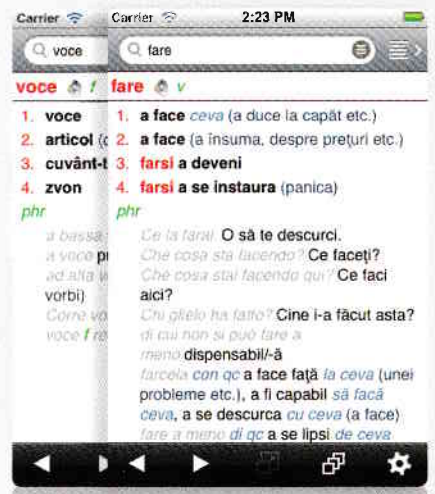 Carrier
voce
voce f
1. voce
2. articol
3. cuvânt-t
4. zvon
phr
a bassa
a voce
ad alta
vorbi)
Corre vo
voce f re
Carrier 2:23 PM
fare
fare v
1. a face ceva (a duce la capăt etc.)
2. a face (a însuma, despre prețuri etc.)
3. farsi a deveni
4. farsi a se instaura (panica)
phr
Ce la farai. O să te descurci.
Che cosa stai facendo? Ce faceți?
Che cosa stai facendo qui? Ce faci
aici?
Chi glielo ha fatto? Cine i-a făcut asta?
di cui non si può fare a
meno dispensabil/-ă
farcela con qc a face față la ceva (unei
probleme etc.), a fi capabil să facă
ceva, a se descurca cu ceva (a face)
fare a meno di qc a se lipsi de ceva